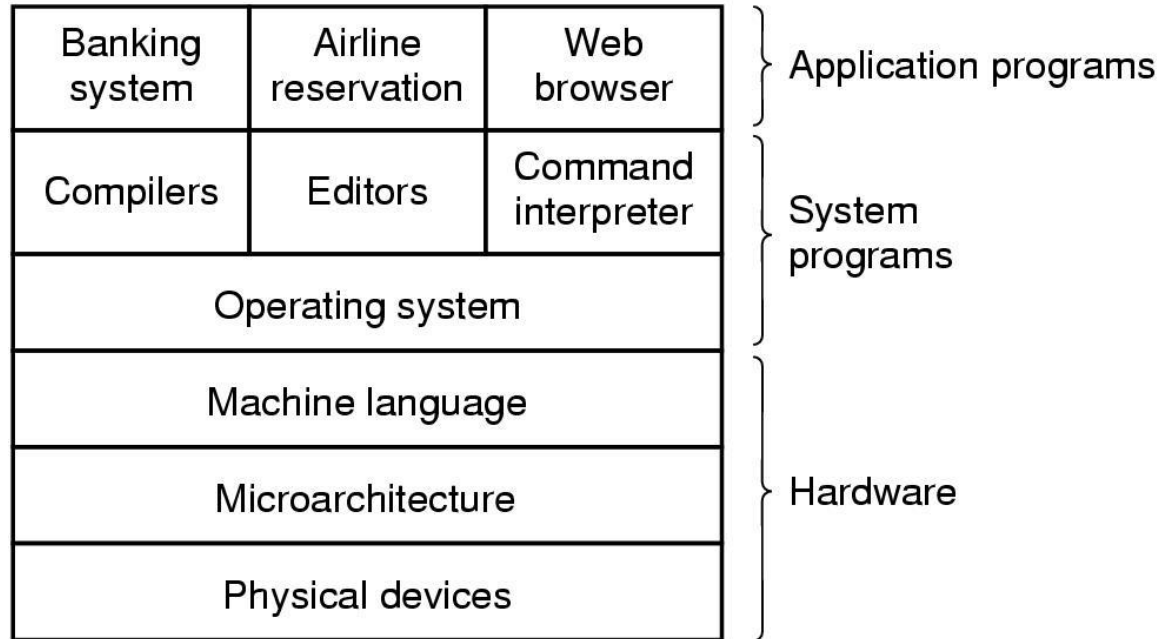 Banking
system
Airline
reservation
Web
browser
Application programs
Compilers
Editors
Command
interpreter
System
programs
Operating system
Machine language
Microarchitecture
Hardware
Physical devices